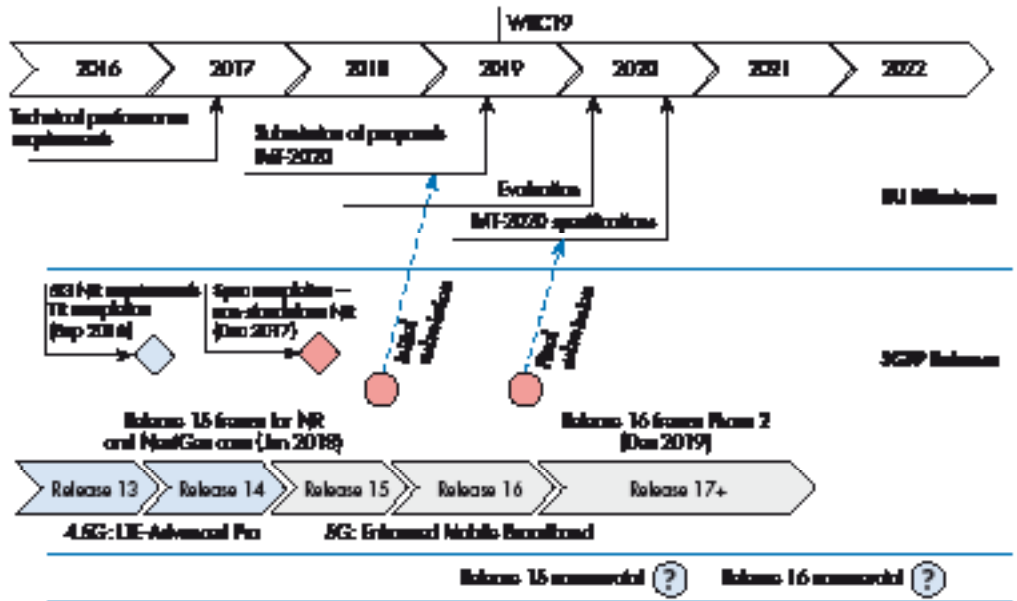 WRC19
2016
2017
2018
2019
2020
2021
2022
Technical performance
requirements
Submission of proposals
IMT-2020
Evaluation
IMT-2020 specifications
ITU Milestones
5G NR requirements
TR completion
(Sep 2016)
Spec completion —
non-standalone NR
(Dec 2017)
Initial
submission
Final
submission
3GPP Releases
Release 15 frozen for NR
and NextGen core (Jun 2018)
Release 16 frozen Phase 2
(Dec 2019)
Release 13
Release 14
Release 15
Release 16
Release 17+
4.5G: LTE-Advanced Pro
5G: Enhanced Mobile Broadband
Release 15 commercial ?
Release 16 commercial ?